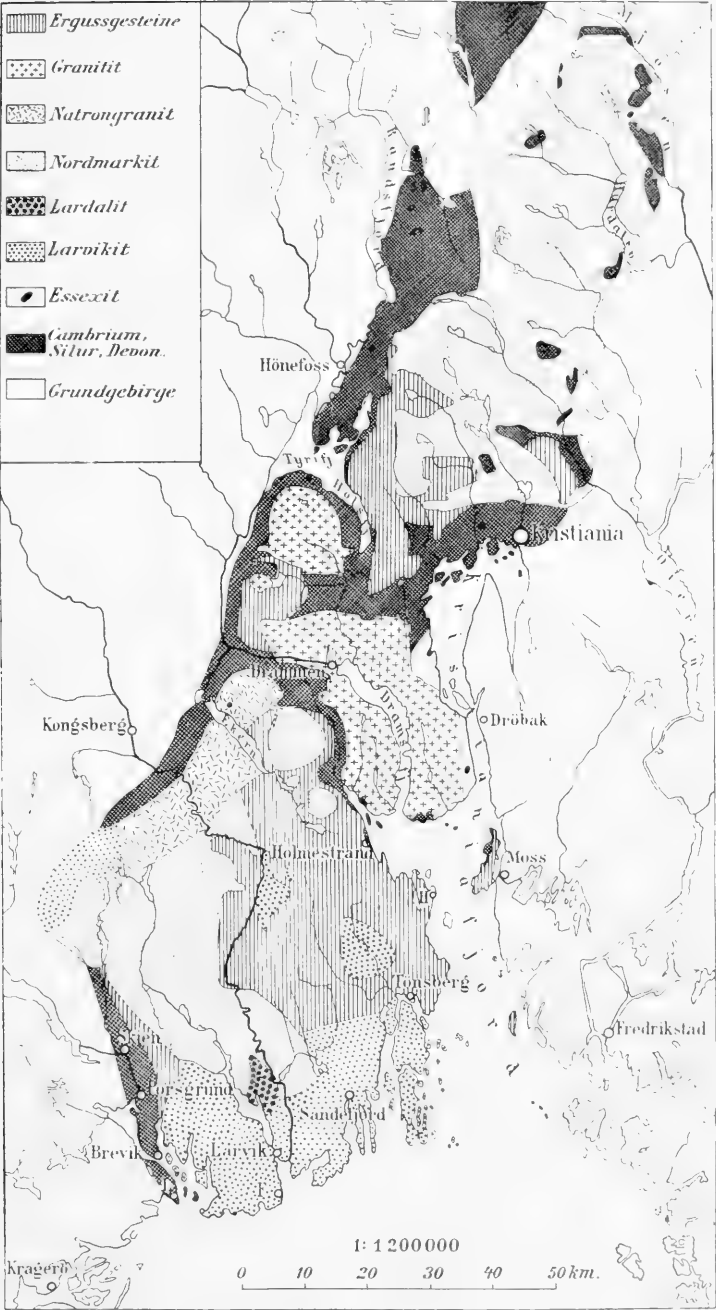 Ergussgesteine
Granitit
Natrongranit
Nordmarkit
Lardalit
Larvikit
Essexit
Cambrium,
Silur, Devon.
Grundgebirge
Hönefoss
Tyrifj
Kristiania
Drammen
Kongsberg
Dröbak
Holmestrand
Moss
H
Tönsberg
Fredrikstad
Skien
Porsgrund
Sandefjord
Brevik
Larvik
F
Kragerö
1: 1 200 000
0 10 20 30 40 50 km.